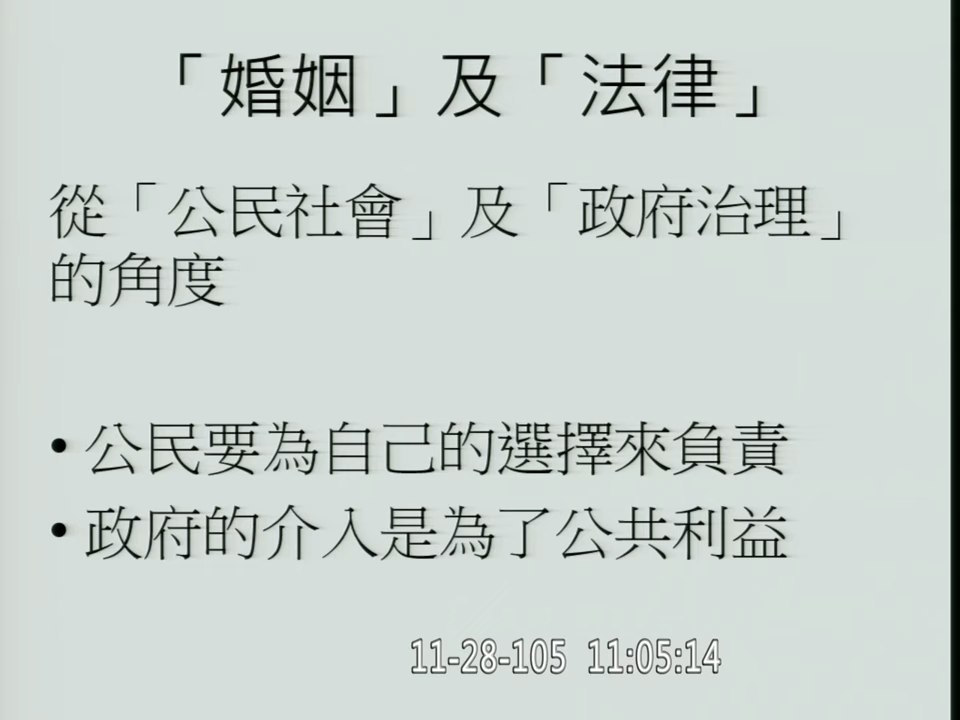 「婚姻」及「法律」
從「公民社會」及「政府治理」
的角度
• 公民要為自己的選擇來負責
• 政府的介入是為了公共利益
11-28-105 11:05:14